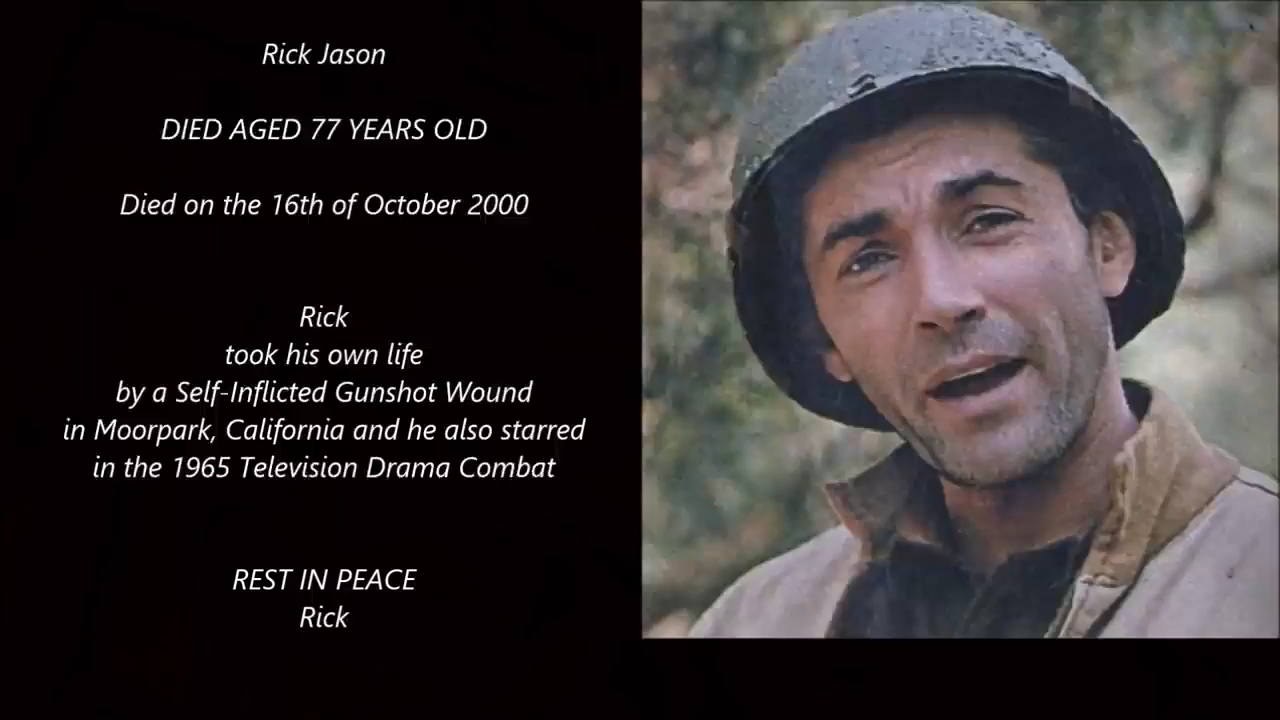 Rick Jason
DIED AGED 77 YEARS OLD
Died on the 16th of October 2000
Rick
took his own life
by a Self-Inflicted Gunshot Wound
in Moorpark, California and he also starred
in the 1965 Television Drama Combat
REST IN PEACE
Rick